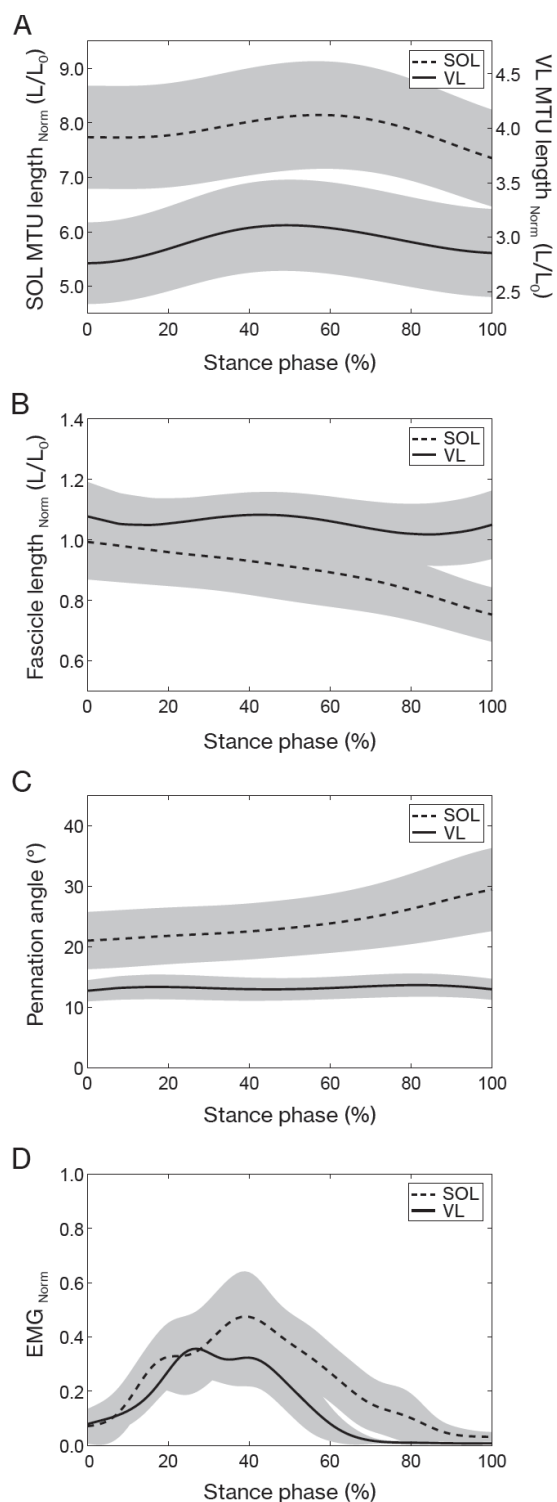 A
SOL MTU length Norm (L/L0)
9.0
8.0
7.0
6.0
5.0
SOL
VL
4.5
4.0
3.5
3.0
2.5
VL MTU length Norm (L/L0)
0 20 40 60 80 100
Stance phase (%)
B
Fascicle length Norm (L/L0)
1.4
1.2
1.0
0.8
0.6
SOL
VL
0 20 40 60 80 100
Stance phase (%)
C
Pennation angle (°)
40
30
20
10
0
SOL
VL
0 20 40 60 80 100
Stance phase (%)
D
EMG Norm
1.0
0.8
0.6
0.4
0.2
0.0
SOL
VL
0 20 40 60 80 100
Stance phase (%)